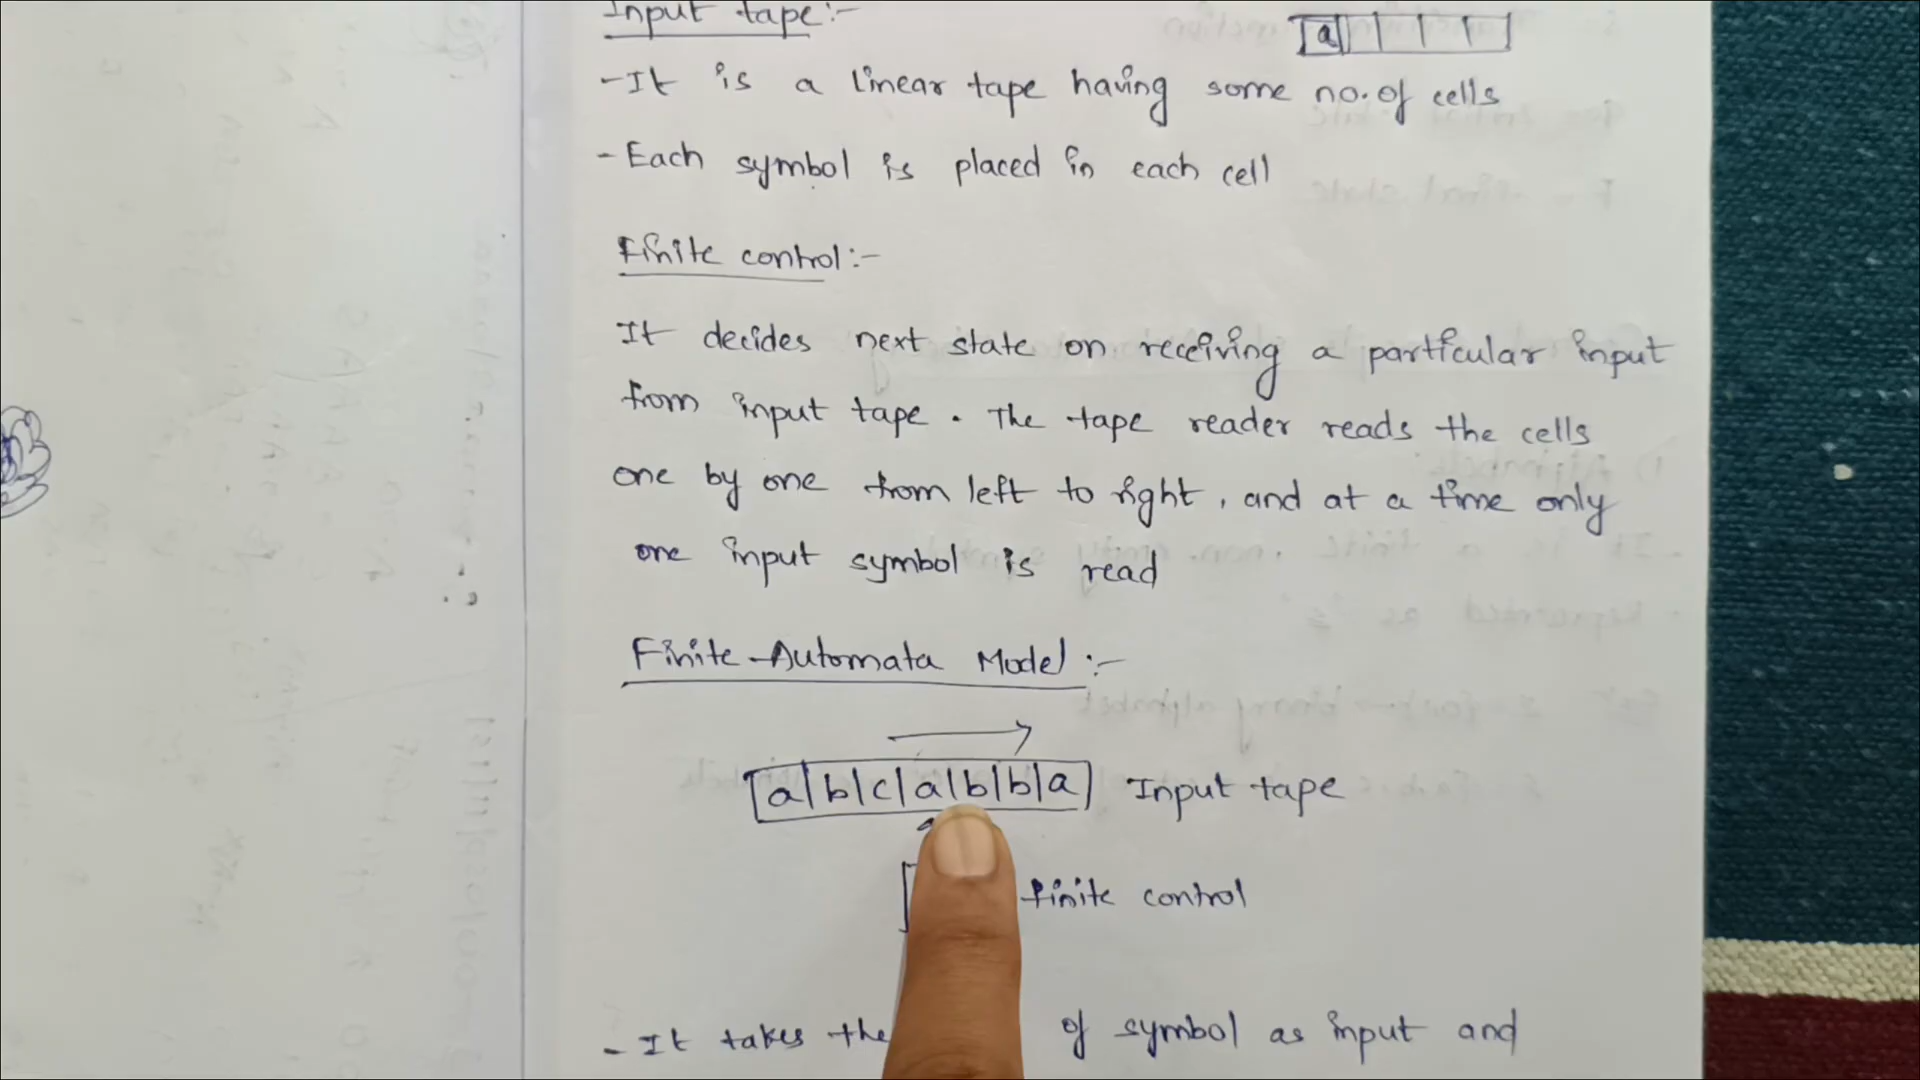 Input tape:-
a
-It is a linear tape having some no.of cells
-Each symbol is placed in each cell
Finite control:-
It decides next state on receiving a particular input
from input tape. The tape reader reads the cells
one by one from left to right, and at a time only
one input symbol is read
Finite Automata Model:-
a|b|c|a|b|b|a Input tape
finite control
-It takes the of symbol as input and